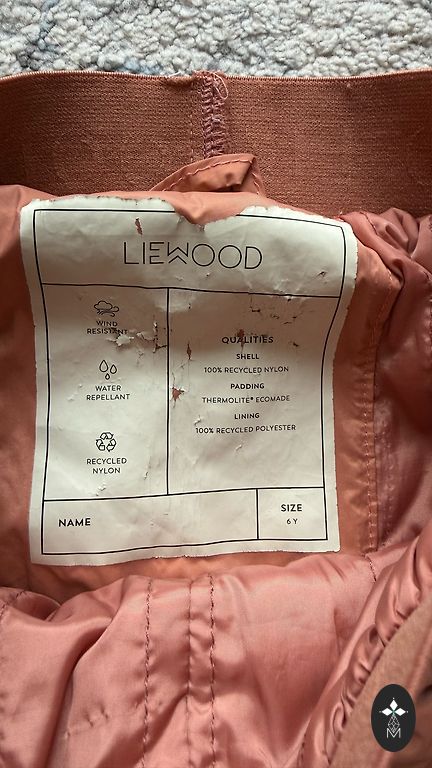 LIEWOOD
WIND
RESISTANT
WATER
REPELLANT
RECYCLED
NYLON
QUALITIES
SHELL
100% RECYCLED NYLON
PADDING
THERMOLITE® ECOMADE
LINING
100% RECYCLED POLYESTER
NAME
SIZE
6 Y
M